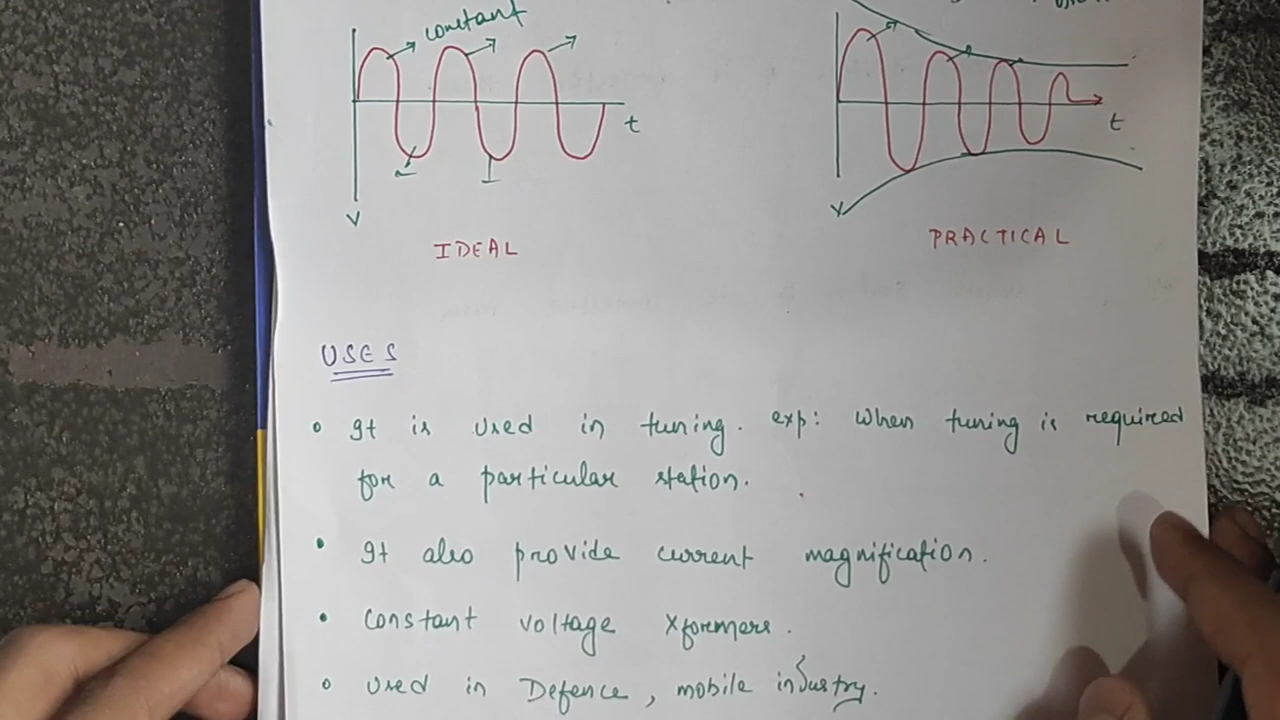 constant
t
V
IDEAL
t
V
PRACTICAL
USES
It is used in tuning. exp: when tuning is required
for a particular station.
It also provide current magnification.
constant voltage Xformers.
Used in Defence, mobile industry.